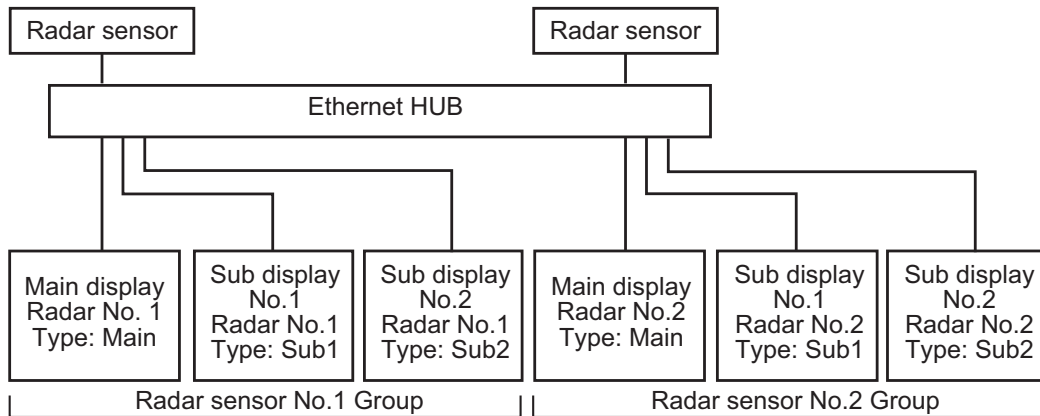 Radar sensor
Radar sensor
Ethernet HUB
Main display
Radar No. 1
Type: Main
Sub display
No.1
Radar No.1
Type: Sub1
Sub display
No.2
Radar No.1
Type: Sub2
Main display
Radar No.2
Type: Main
Sub display
No.1
Radar No.2
Type: Sub1
Sub display
No.2
Radar No.2
Type: Sub2
Radar sensor No.1 Group
Radar sensor No.2 Group